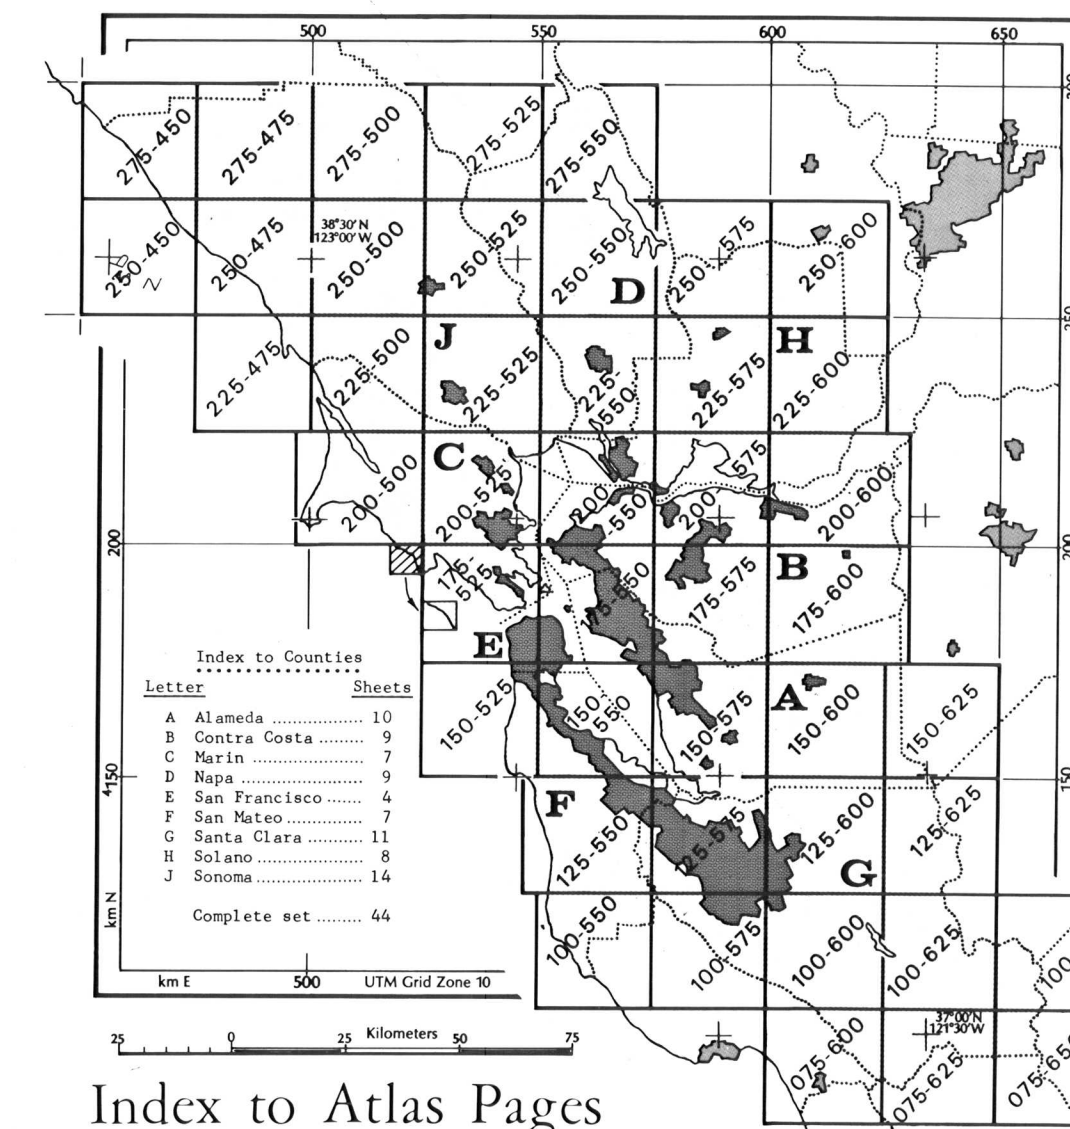 500 550 600 650
275-450 275-475 275-500 275-525 275-550
38°30′N
123°00′W
250-450 250-475 250-500 250-525 250-550 250-575 250-600
D
J H
225-475 225-500 225-525 225-
550 225-575 225-600
C
200-500 200-525 200
-550 200
-575 200-600
200 200
175-
525 175-550 175-575 B 175-600
E
Index to Counties
Letter Sheets
A Alameda ................. 10
B Contra Costa ........ 9
C Marin .................... 7
D Napa ...................... 9
E San Francisco ...... 4
F San Mateo ............. 7
G Santa Clara .......... 11
H Solano ................... 8
J Sonoma .................. 14
Complete set ........ 44
150-525 150-
550 150-575 A 150-600 150-625
4150 150
F
125-550 125-575 125-600 125-625
G
km N
100-550 100-575 100-600 100-625 100
37°00′N
121°30′W
075-600 075-625 075-65
km E 500 UTM Grid Zone 10
25 0 25 Kilometers 50 75
Index to Atlas Pages